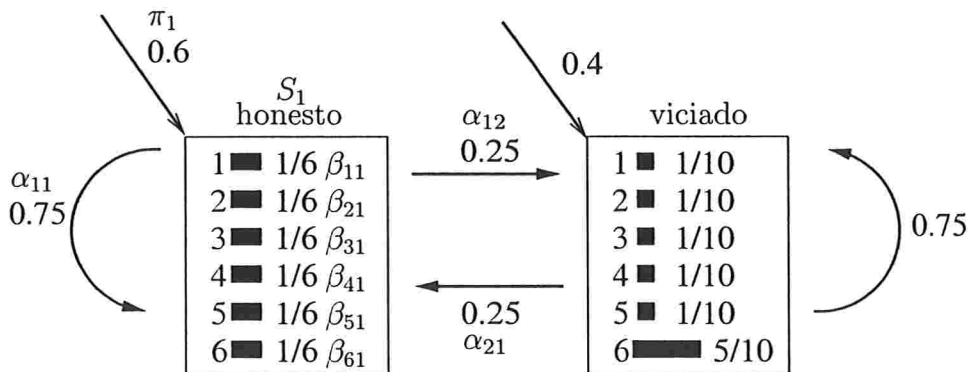 π₁
0.6
0.4
S₁
honesto
viciado
α₁₂
0.25
α₁₁
0.75
1 1/6 β₁₁
2 1/6 β₂₁
3 1/6 β₃₁
4 1/6 β₄₁
5 1/6 β₅₁
6 1/6 β₆₁
0.25
α₂₁
1 1/10
2 1/10
3 1/10
4 1/10
5 1/10
6 5/10
0.75